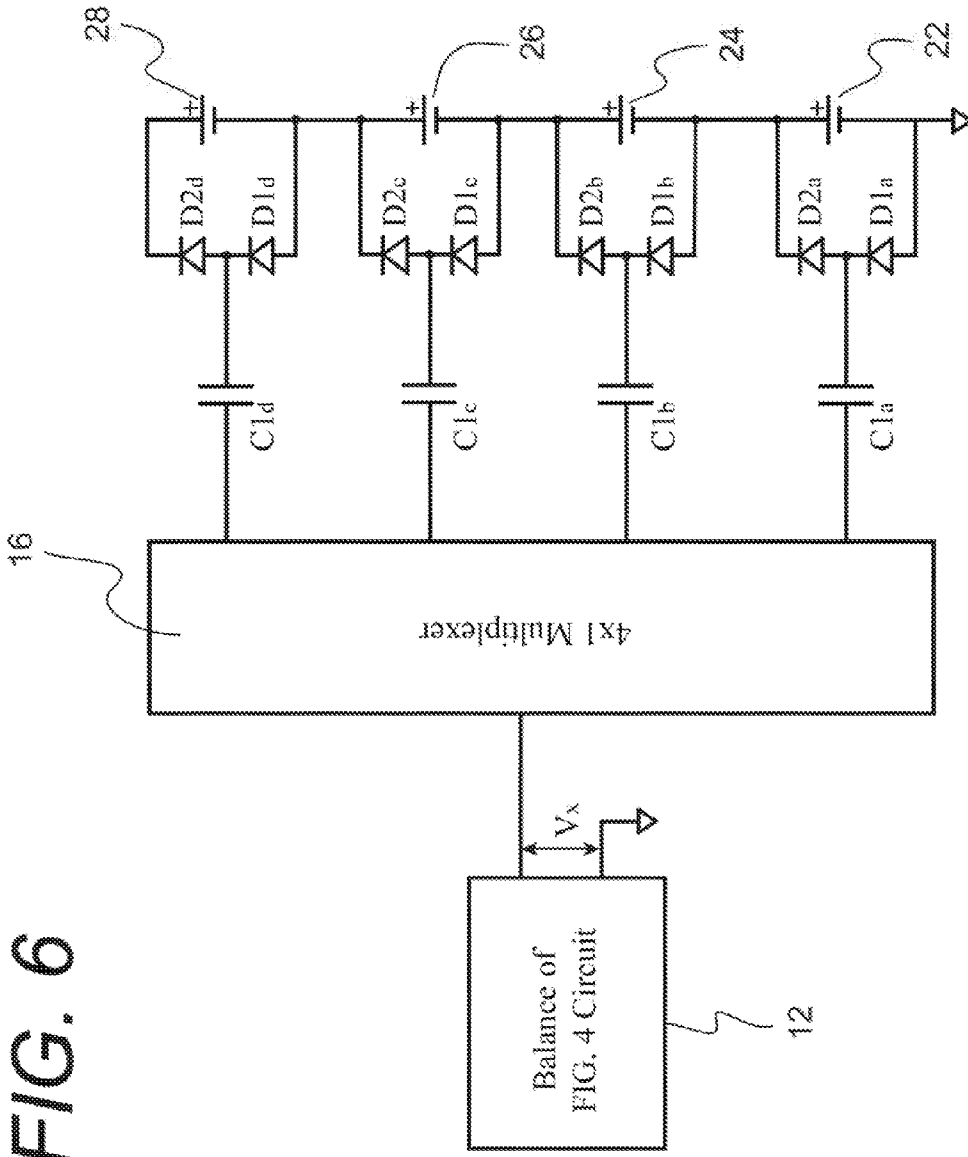 FIG. 6
16
28
+
D2d
D1d
C1d
26
+
D2c
D1c
C1c
24
+
D2b
D1b
C1b
22
+
D2a
D1a
C1a
4x1 Multiplexer
Vx
Balance of
FIG. 4 Circuit
12